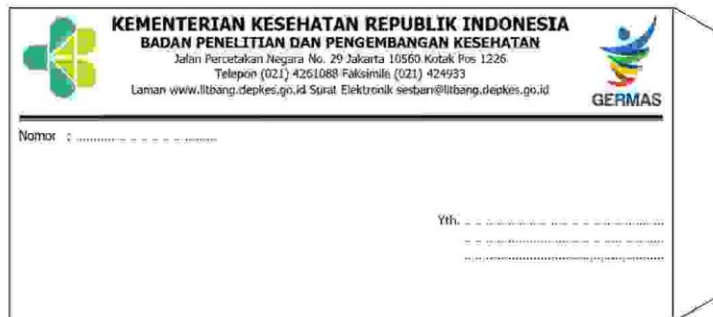 KEMENTERIAN KESEHATAN REPUBLIK INDONESIA
BADAN PENELITIAN DAN PENGEMBANGAN KESEHATAN
Jalan Percetakan Negara No. 29 Jakarta 10560 Kotak Pos 1226
Telepon (021) 4261088 Faksimile (021) 424933
Laman www.litbang.depkes.go.id Surat Elektronik sesban@litbang.depkes.go.id
GERMAS
Nomor :
Yth.